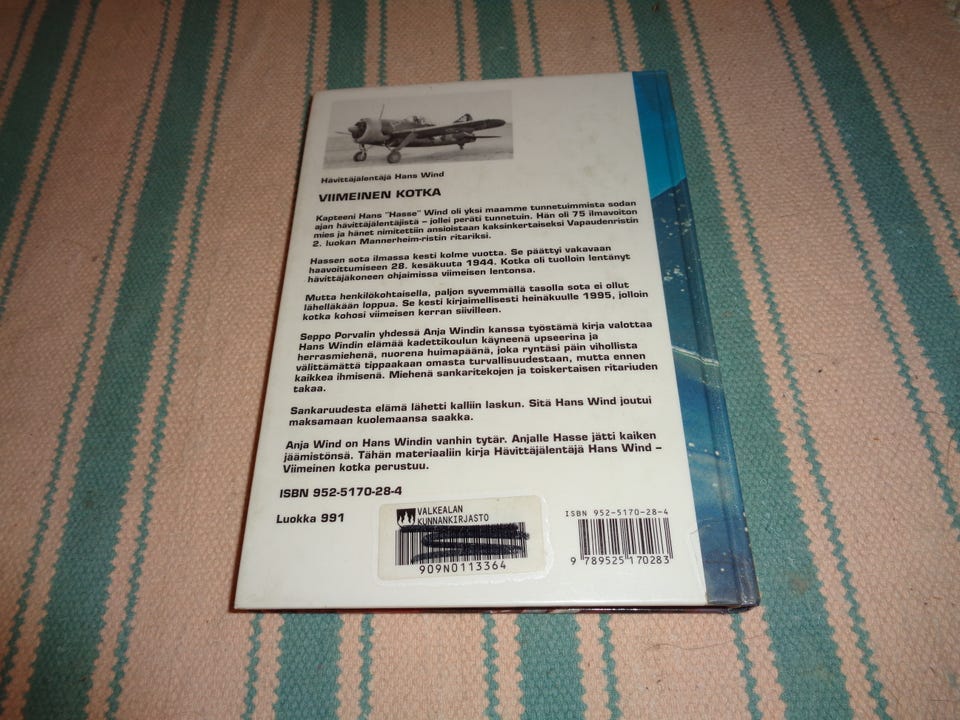 Hävittäjälentäjä Hans Wind
VIIMEINEN KOTKA
Kapteeni Hans "Hasse" Wind oli yksi maamme tunnetuimmista sodan
ajan hävittäjälentäjistä – jollei peräti tunnetuin. Hän oli 75 ilmavoiton
mies ja hänet nimitettiin ansioistaan kaksinkertaiseksi Vapaudenristin
2. luokan Mannerheim-ristin ritariksi.
Hassen sota ilmassa kesti kolme vuotta. Se päättyi vakavaan
haavoittumiseen 28. kesäkuuta 1944. Kotka oli tuolloin lentänyt
hävittäjäkoneen ohjaimissa viimeisen lentonsa.
Mutta henkilökohtaisella, paljon syvemmällä tasolla sota ei ollut
lähelläkään loppua. Se kesti kirjaimellisesti heinäkuulle 1995, jolloin
kotka kohosi viimeisen kerran siivilleen.
Seppo Porvalin yhdessä Anja Windin kanssa työstämä kirja valottaa
Hans Windin elämää kadettikoulun käyneenä upseerina ja
herrasmiehenä, nuorena huimapäänä, joka ryntäsi päin vihollista
välittämättä tippaakaan omasta turvallisuudestaan, mutta ennen
kaikkea ihmisenä. Miehenä sankaritekojen ja toiskertaisen ritariuden
takaa.
Sankaruudesta elämä lähetti kalliin laskun. Sitä Hans Wind joutui
maksamaan kuolemaansa saakka.
Anja Wind on Hans Windin vanhin tytär. Anjalle Hasse jätti kaiken
jäämistönsä. Tähän materiaaliin kirja Hävittäjälentäjä Hans Wind –
Viimeinen kotka perustuu.
ISBN 952-5170-28-4
Luokka 991
VALKEALAN
KUNNANKIRJASTO
909N0113364
ISBN 952-5170-28-4
9 789525 170283